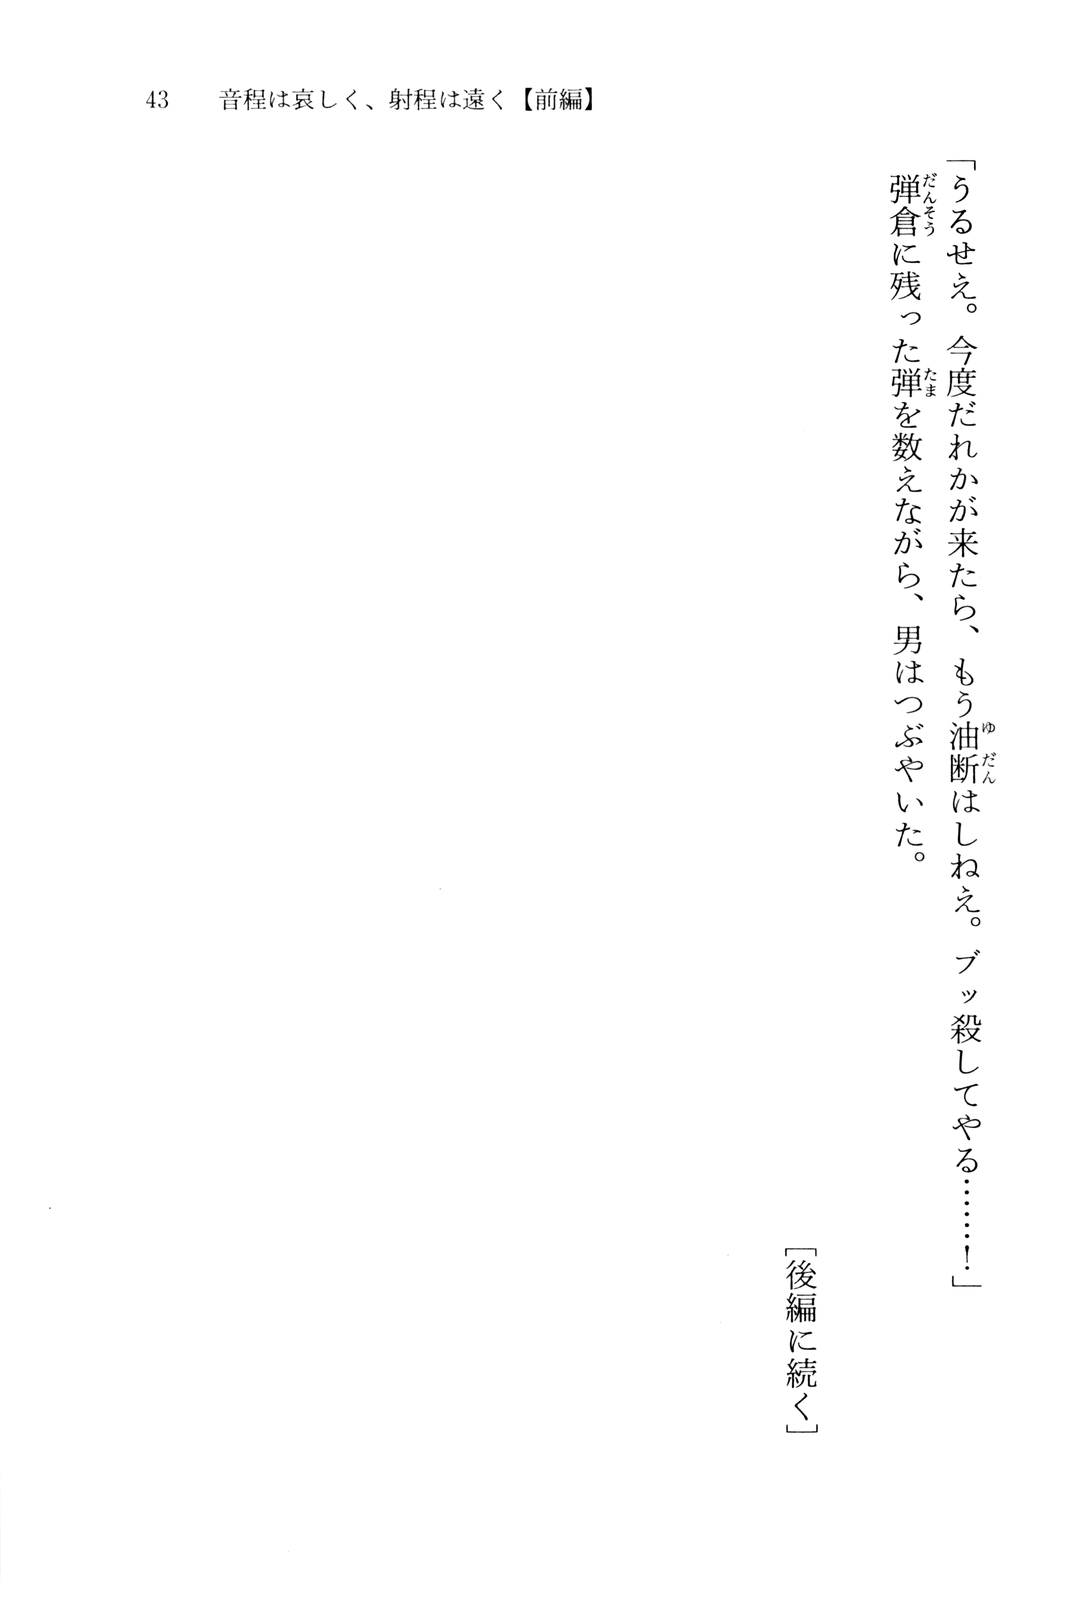 43 音程は哀しく、射程は遠く【前編】
「うるせえ。今度だれかが来たら、もう油断はしねえ。ブッ殺してやる……！」
弾倉に残った弾を数えながら、男はつぶやいた。
［後編に続く］